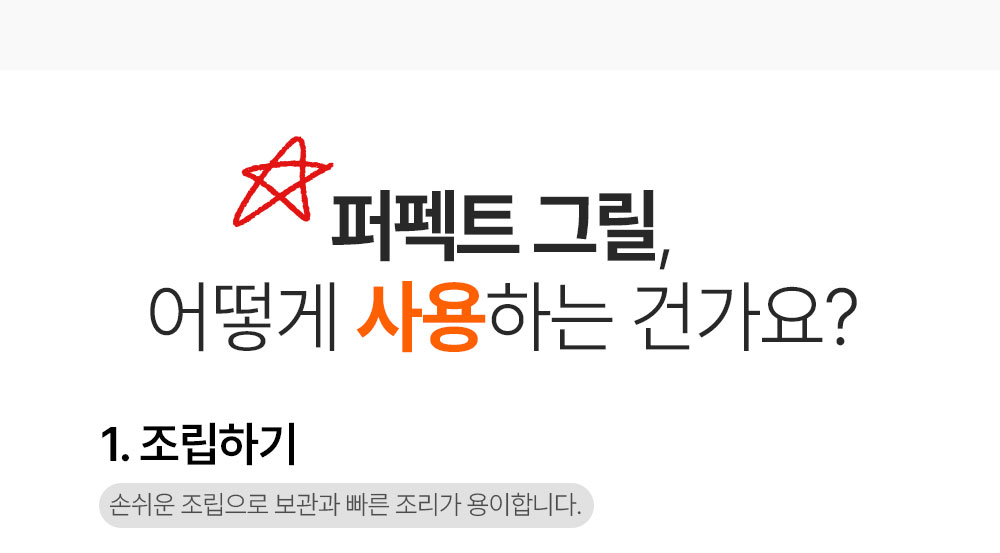 퍼펙트 그릴,
어떻게 사용하는 건가요?
1. 조립하기
손쉬운 조립으로 보관과 빠른 조리가 용이합니다.